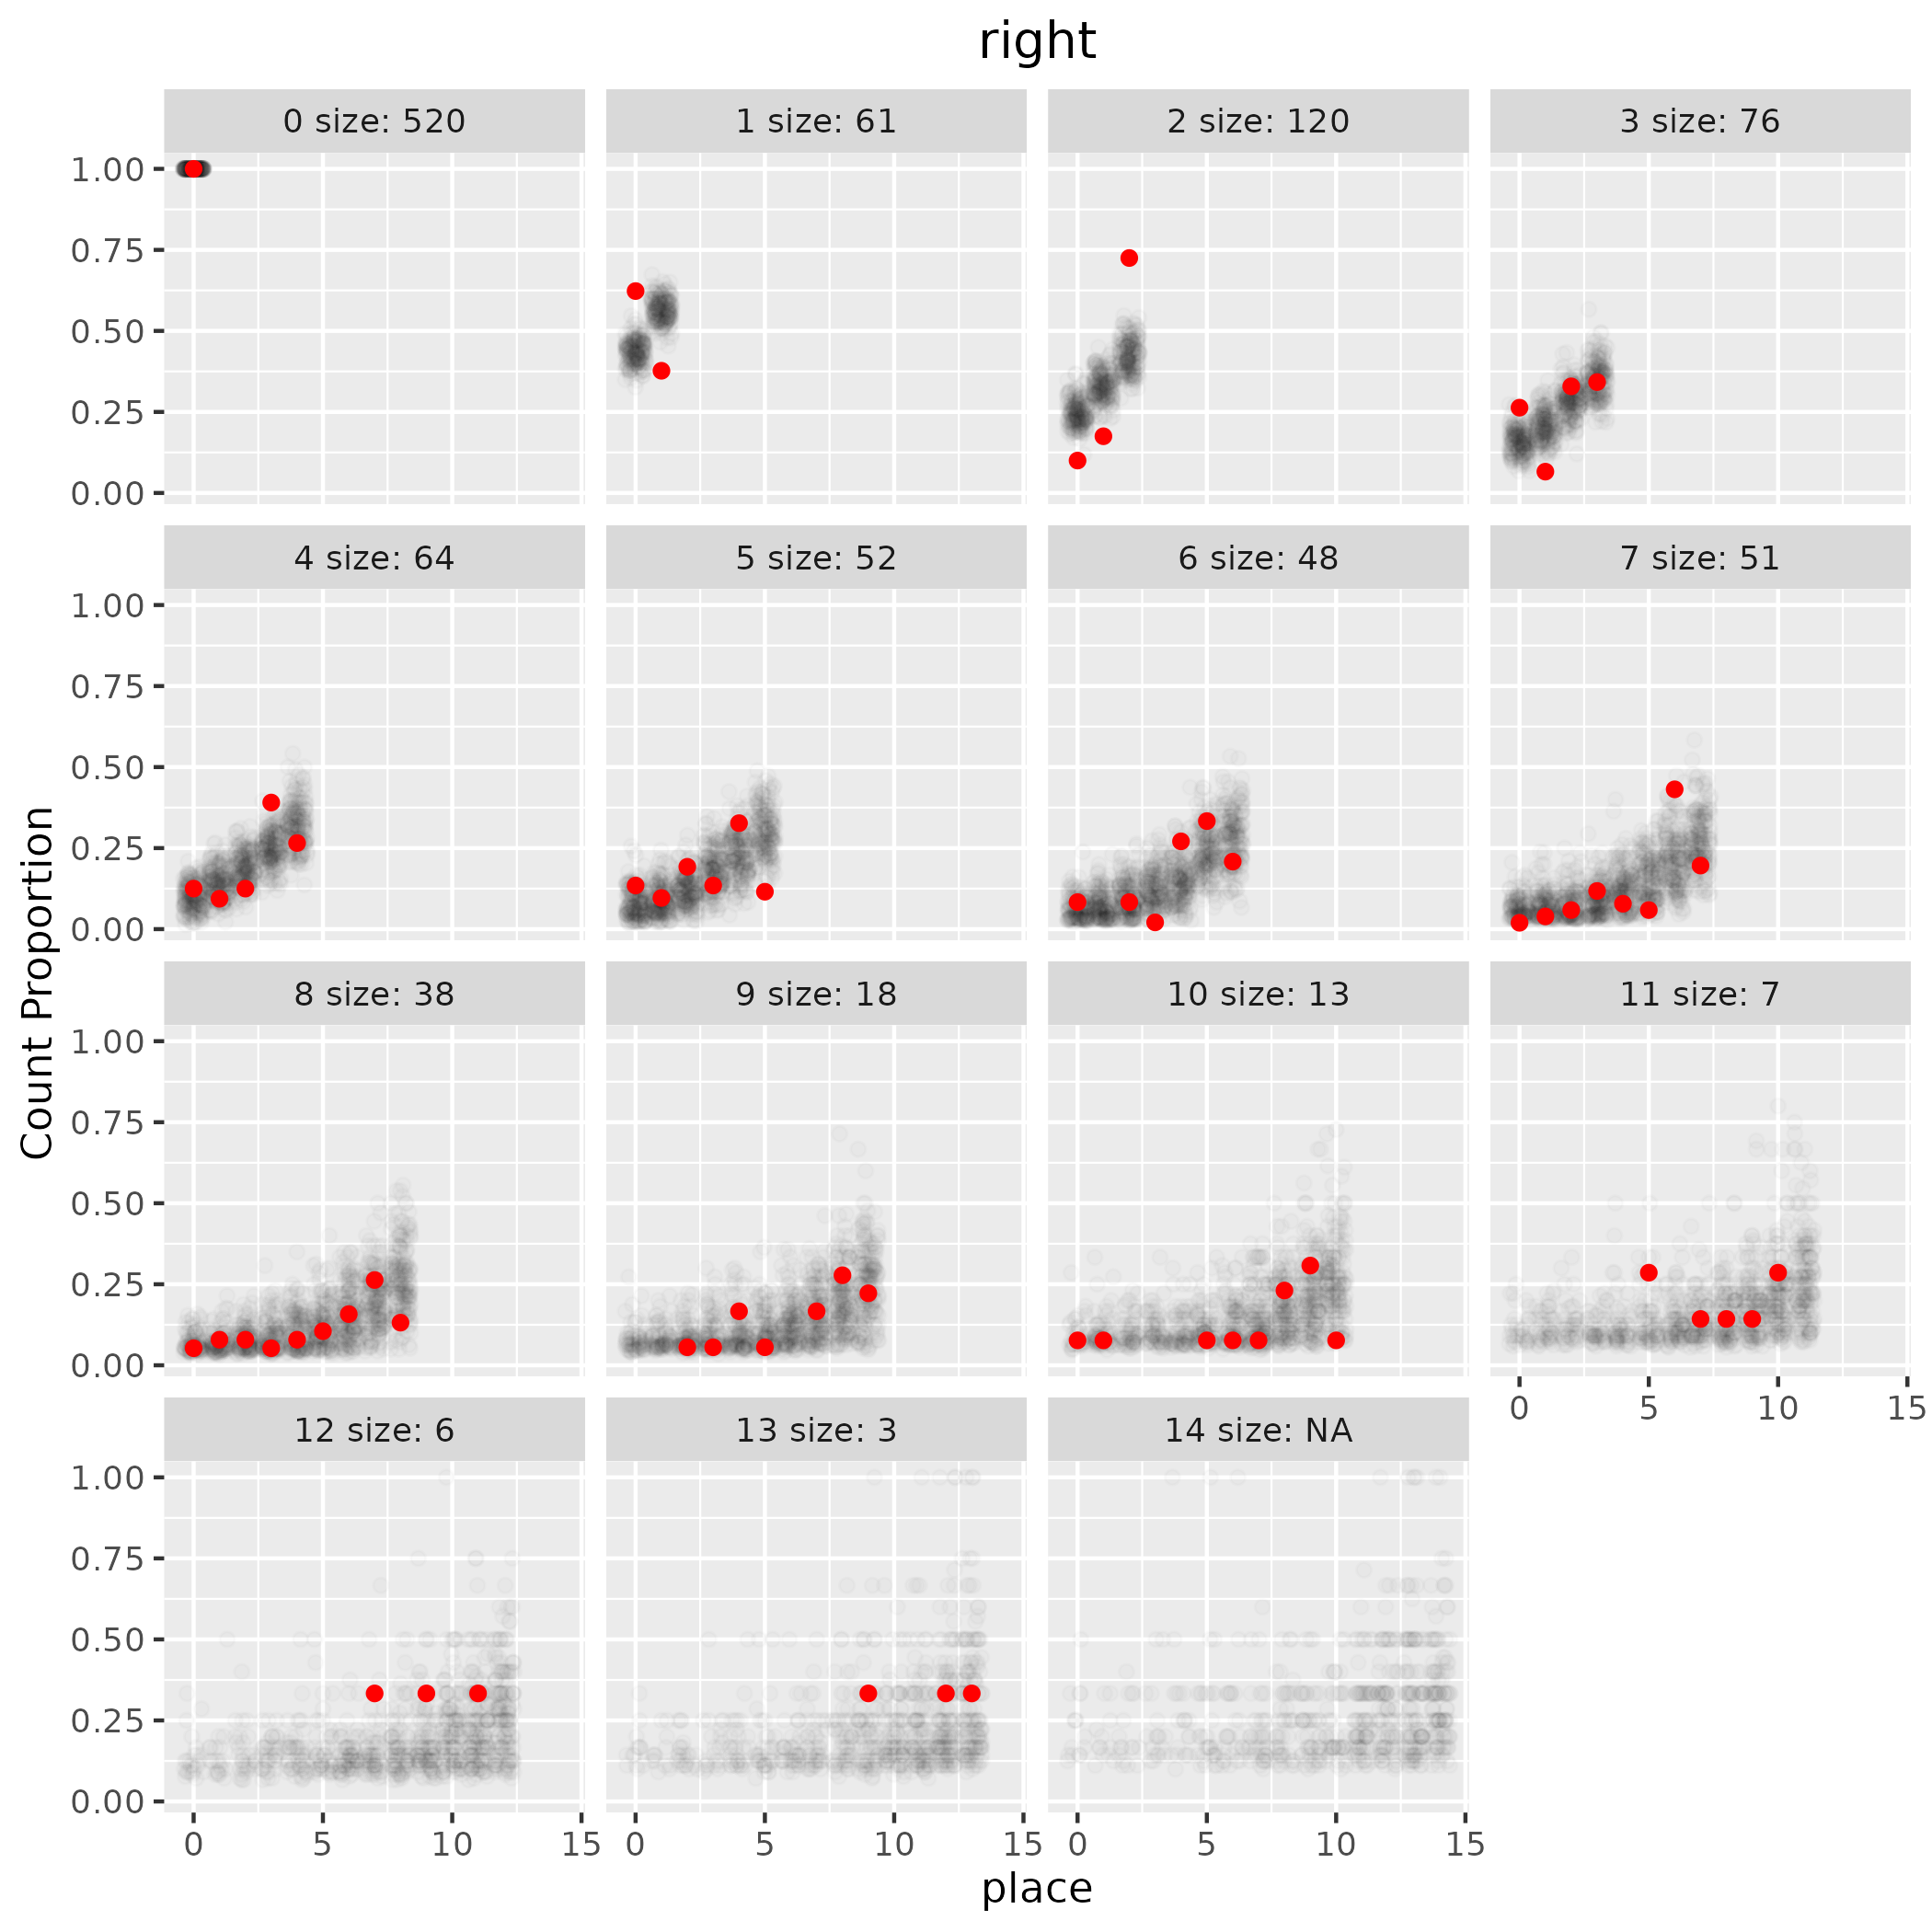 right
0 size: 520
1 size: 61
2 size: 120
3 size: 76
1.00
0.75
0.50
0.25
0.00
4 size: 64
5 size: 52
6 size: 48
7 size: 51
1.00
0.75
0.50
0.25
0.00
Count Proportion
8 size: 38
9 size: 18
10 size: 13
11 size: 7
1.00
0.75
0.50
0.25
0.00
0 5 10 15
12 size: 6
13 size: 3
14 size: NA
1.00
0.75
0.50
0.25
0.00
0 5 10 15
0 5 10 15
0 5 10 15
place